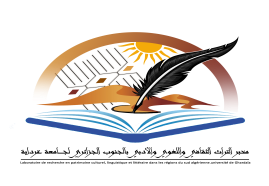 مخبر التراث الثقافي واللغوي والأدبي بالجنوب الجزائري لجامعة غرداية
Laboratoire de recherche en patrimoine culturel, linguistique et littéraire dans les régions du sud algérienne université de Ghardaia